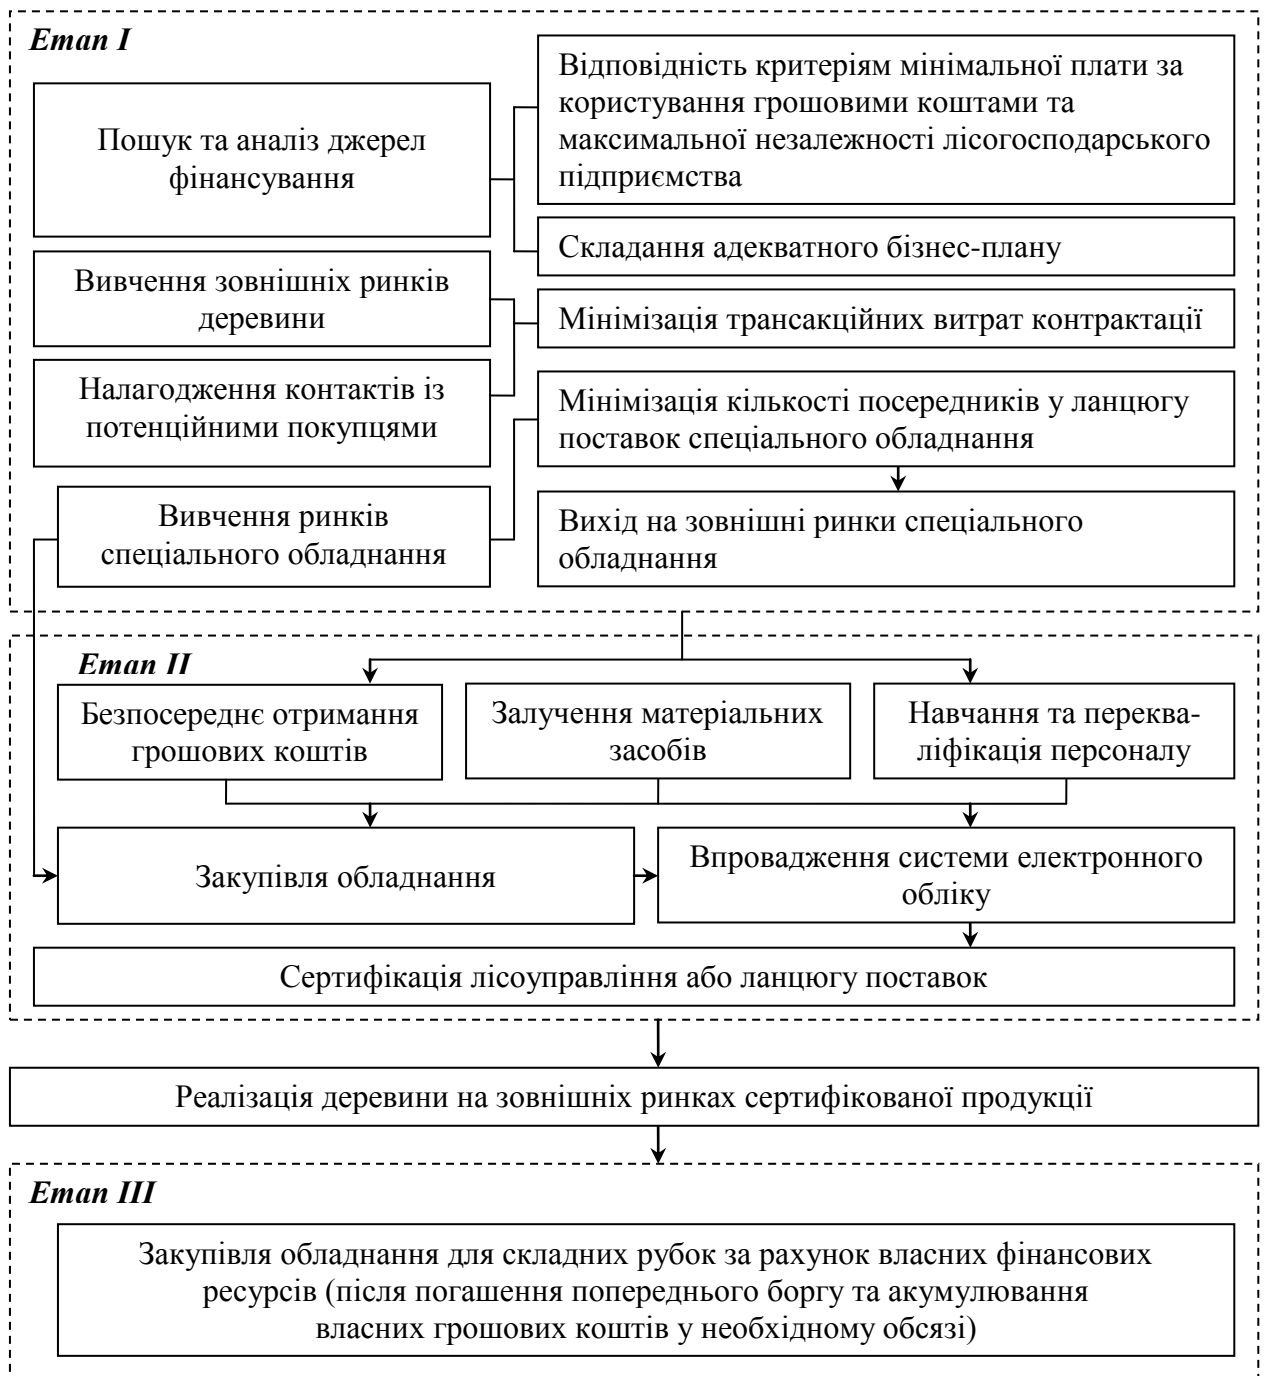 Етап I
Пошук та аналіз джерел
фінансування
Відповідність критеріям мінімальної плати за
користування грошовими коштами та
максимальної незалежності лісогосподарського
підприємства
Складання адекватного бізнес-плану
Вивчення зовнішніх ринків
деревини
Мінімізація трансакційних витрат контрактації
Налагодження контактів із
потенційними покупцями
Мінімізація кількості посередників у ланцюгу
поставок спеціального обладнання
Вивчення ринків
спеціального обладнання
Вихід на зовнішні ринки спеціального
обладнання
Етап II
Безпосереднє отримання
грошових коштів
Залучення матеріальних
засобів
Навчання та переква-
ліфікація персоналу
Закупівля обладнання
Впровадження системи електронного
обліку
Сертифікація лісоуправління або ланцюгу поставок
Реалізація деревини на зовнішніх ринках сертифікованої продукції
Етап III
Закупівля обладнання для складних рубок за рахунок власних фінансових
ресурсів (після погашення попереднього боргу та акумулювання
власних грошових коштів у необхідному обсязі)